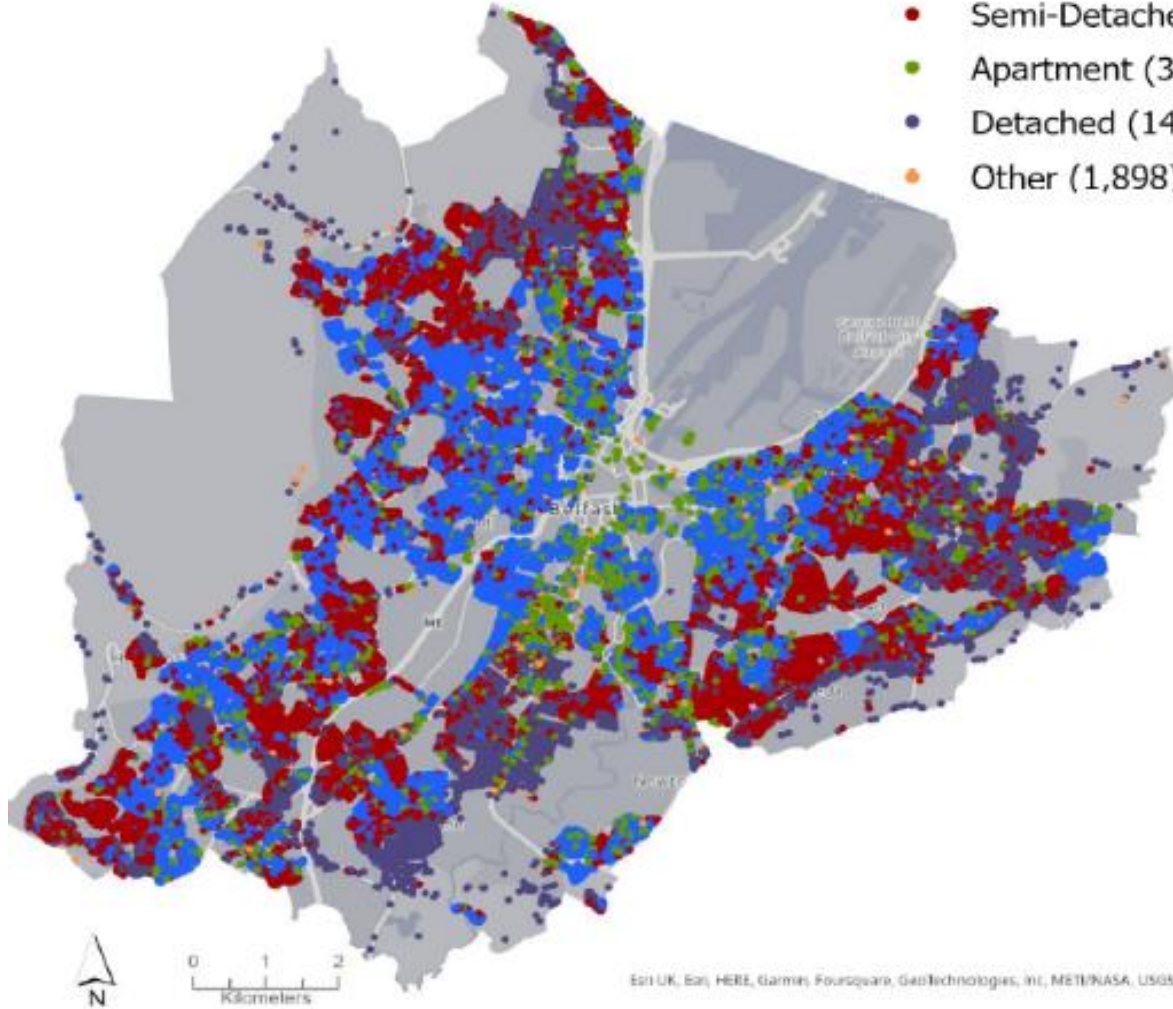 Semi-Detache
Apartment (3
Detached (14
Other (1,898)
Belfast
M1
N
0 1 2
Kilometers
Esri UK, Esri, HERE, Garmin, Foursquare, GeoTechnologies, Inc, METI/NASA, USGS